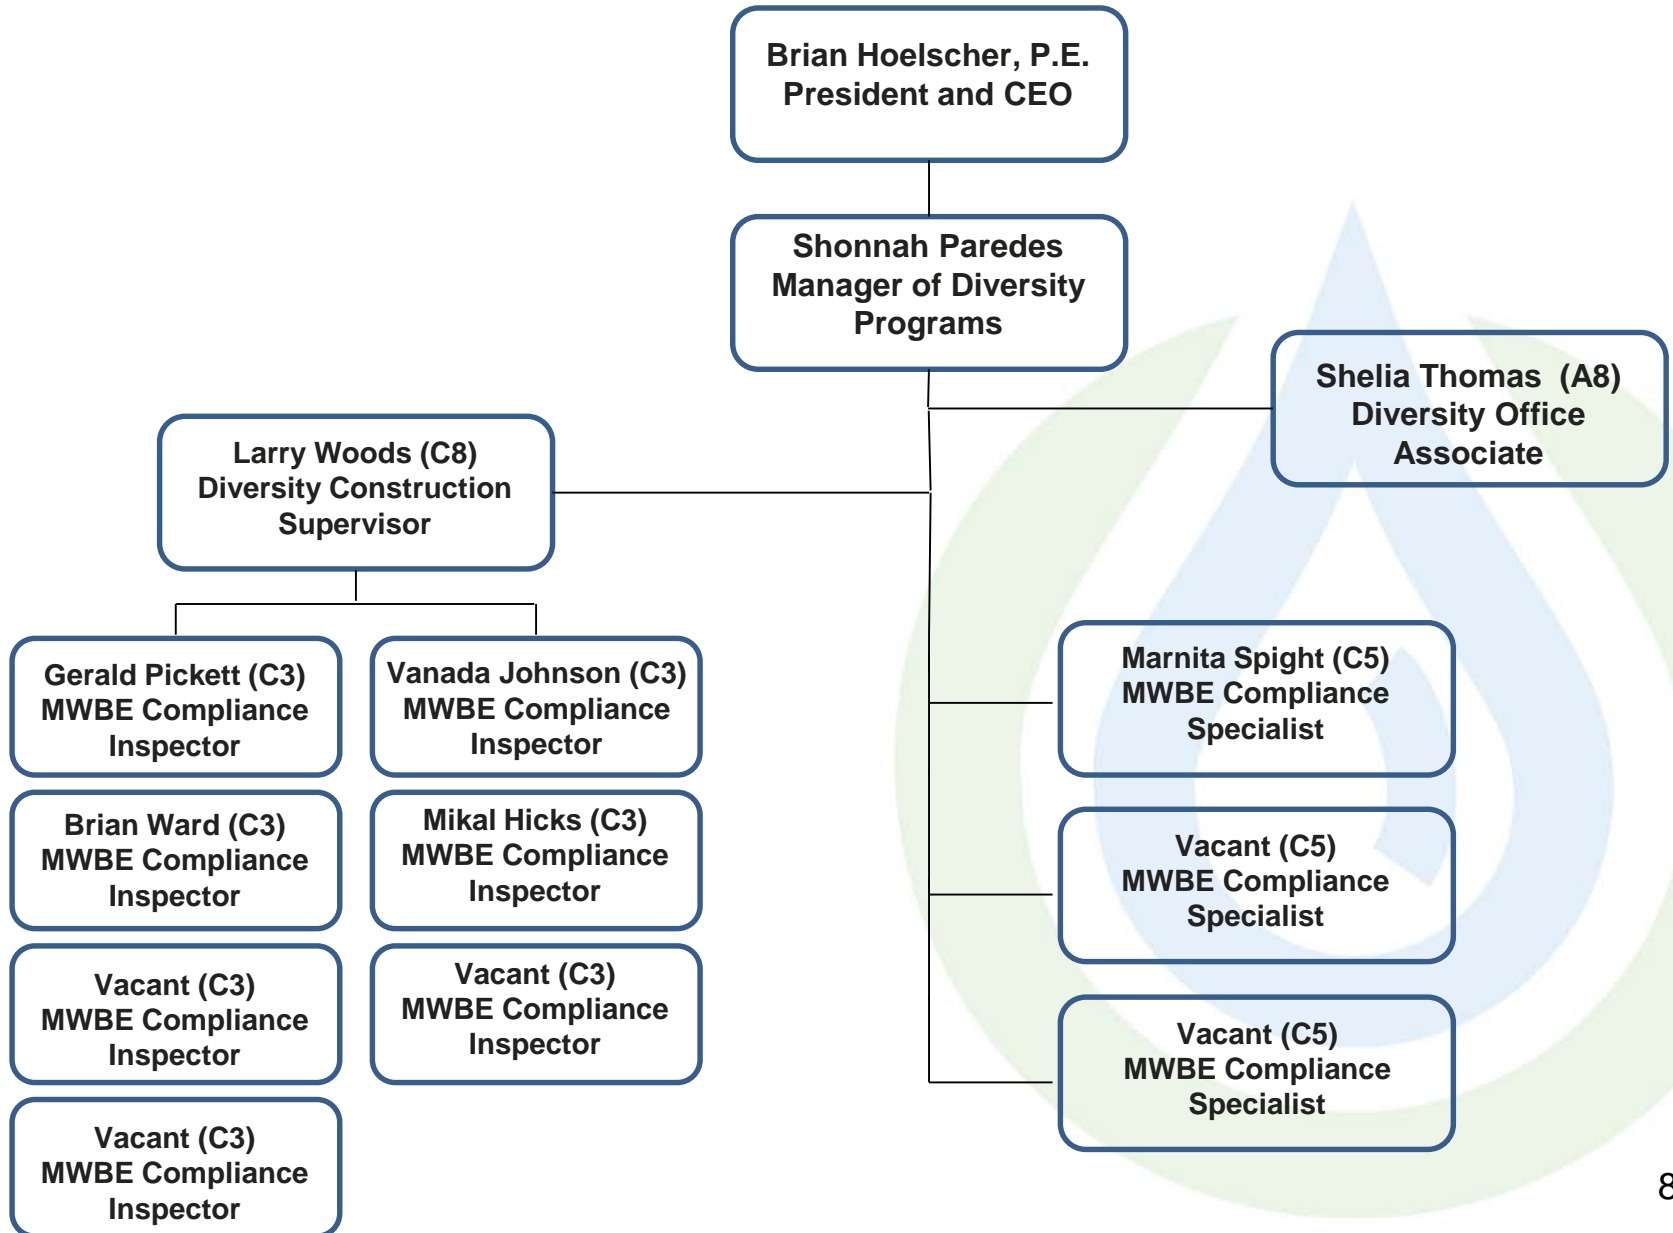 Brian Hoelscher, P.E.
President and CEO
Shonnah Paredes
Manager of Diversity
Programs
Shelia Thomas (A8)
Diversity Office
Associate
Larry Woods (C8)
Diversity Construction
Supervisor
Gerald Pickett (C3)
MWBE Compliance
Inspector
Vanada Johnson (C3)
MWBE Compliance
Inspector
Marnita Spight (C5)
MWBE Compliance
Specialist
Brian Ward (C3)
MWBE Compliance
Inspector
Mikal Hicks (C3)
MWBE Compliance
Inspector
Vacant (C5)
MWBE Compliance
Specialist
Vacant (C3)
MWBE Compliance
Inspector
Vacant (C3)
MWBE Compliance
Inspector
Vacant (C5)
MWBE Compliance
Specialist
Vacant (C3)
MWBE Compliance
Inspector
8